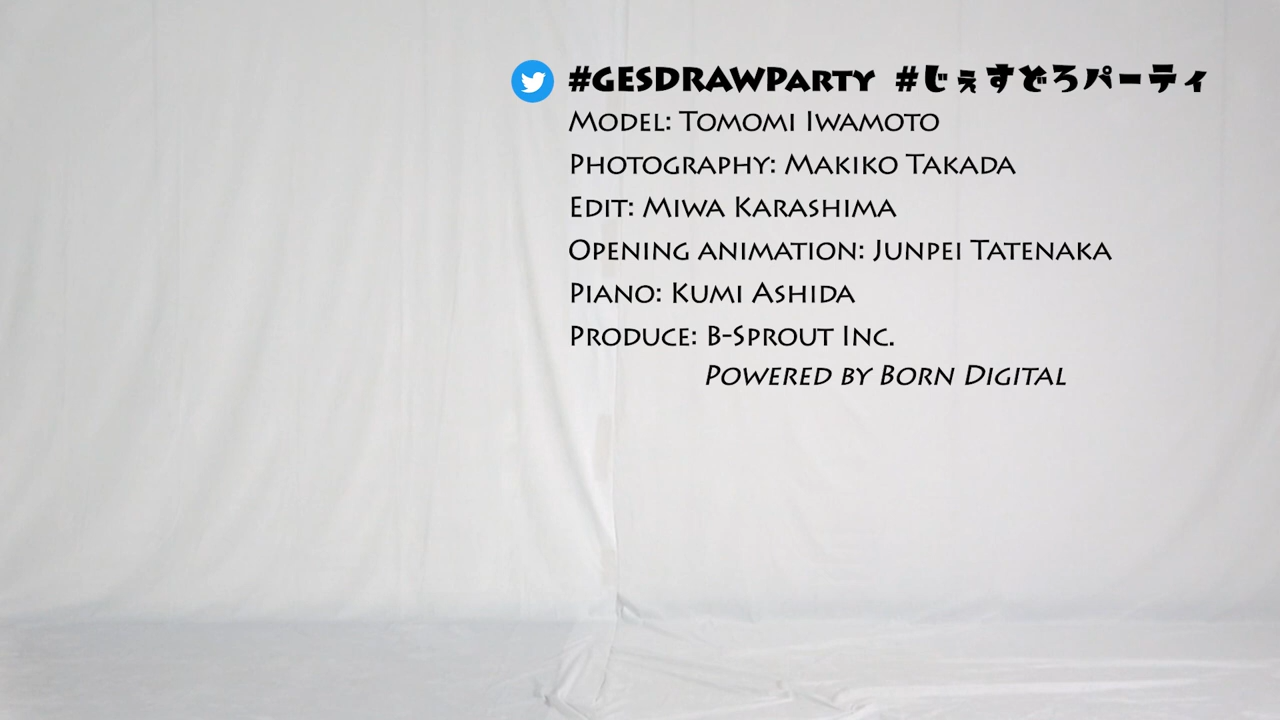 #GESDRAWPARTY #じぇすどろパーティ
MODEL: TOMOMI IWAMOTO
PHOTOGRAPHY: MAKIKO TAKADA
EDIT: MIWA KARASHIMA
OPENING ANIMATION: JUNPEI TATENAKA
PIANO: KUMI ASHIDA
PRODUCE: B-SPROUT INC.
POWERED BY BORN DIGITAL